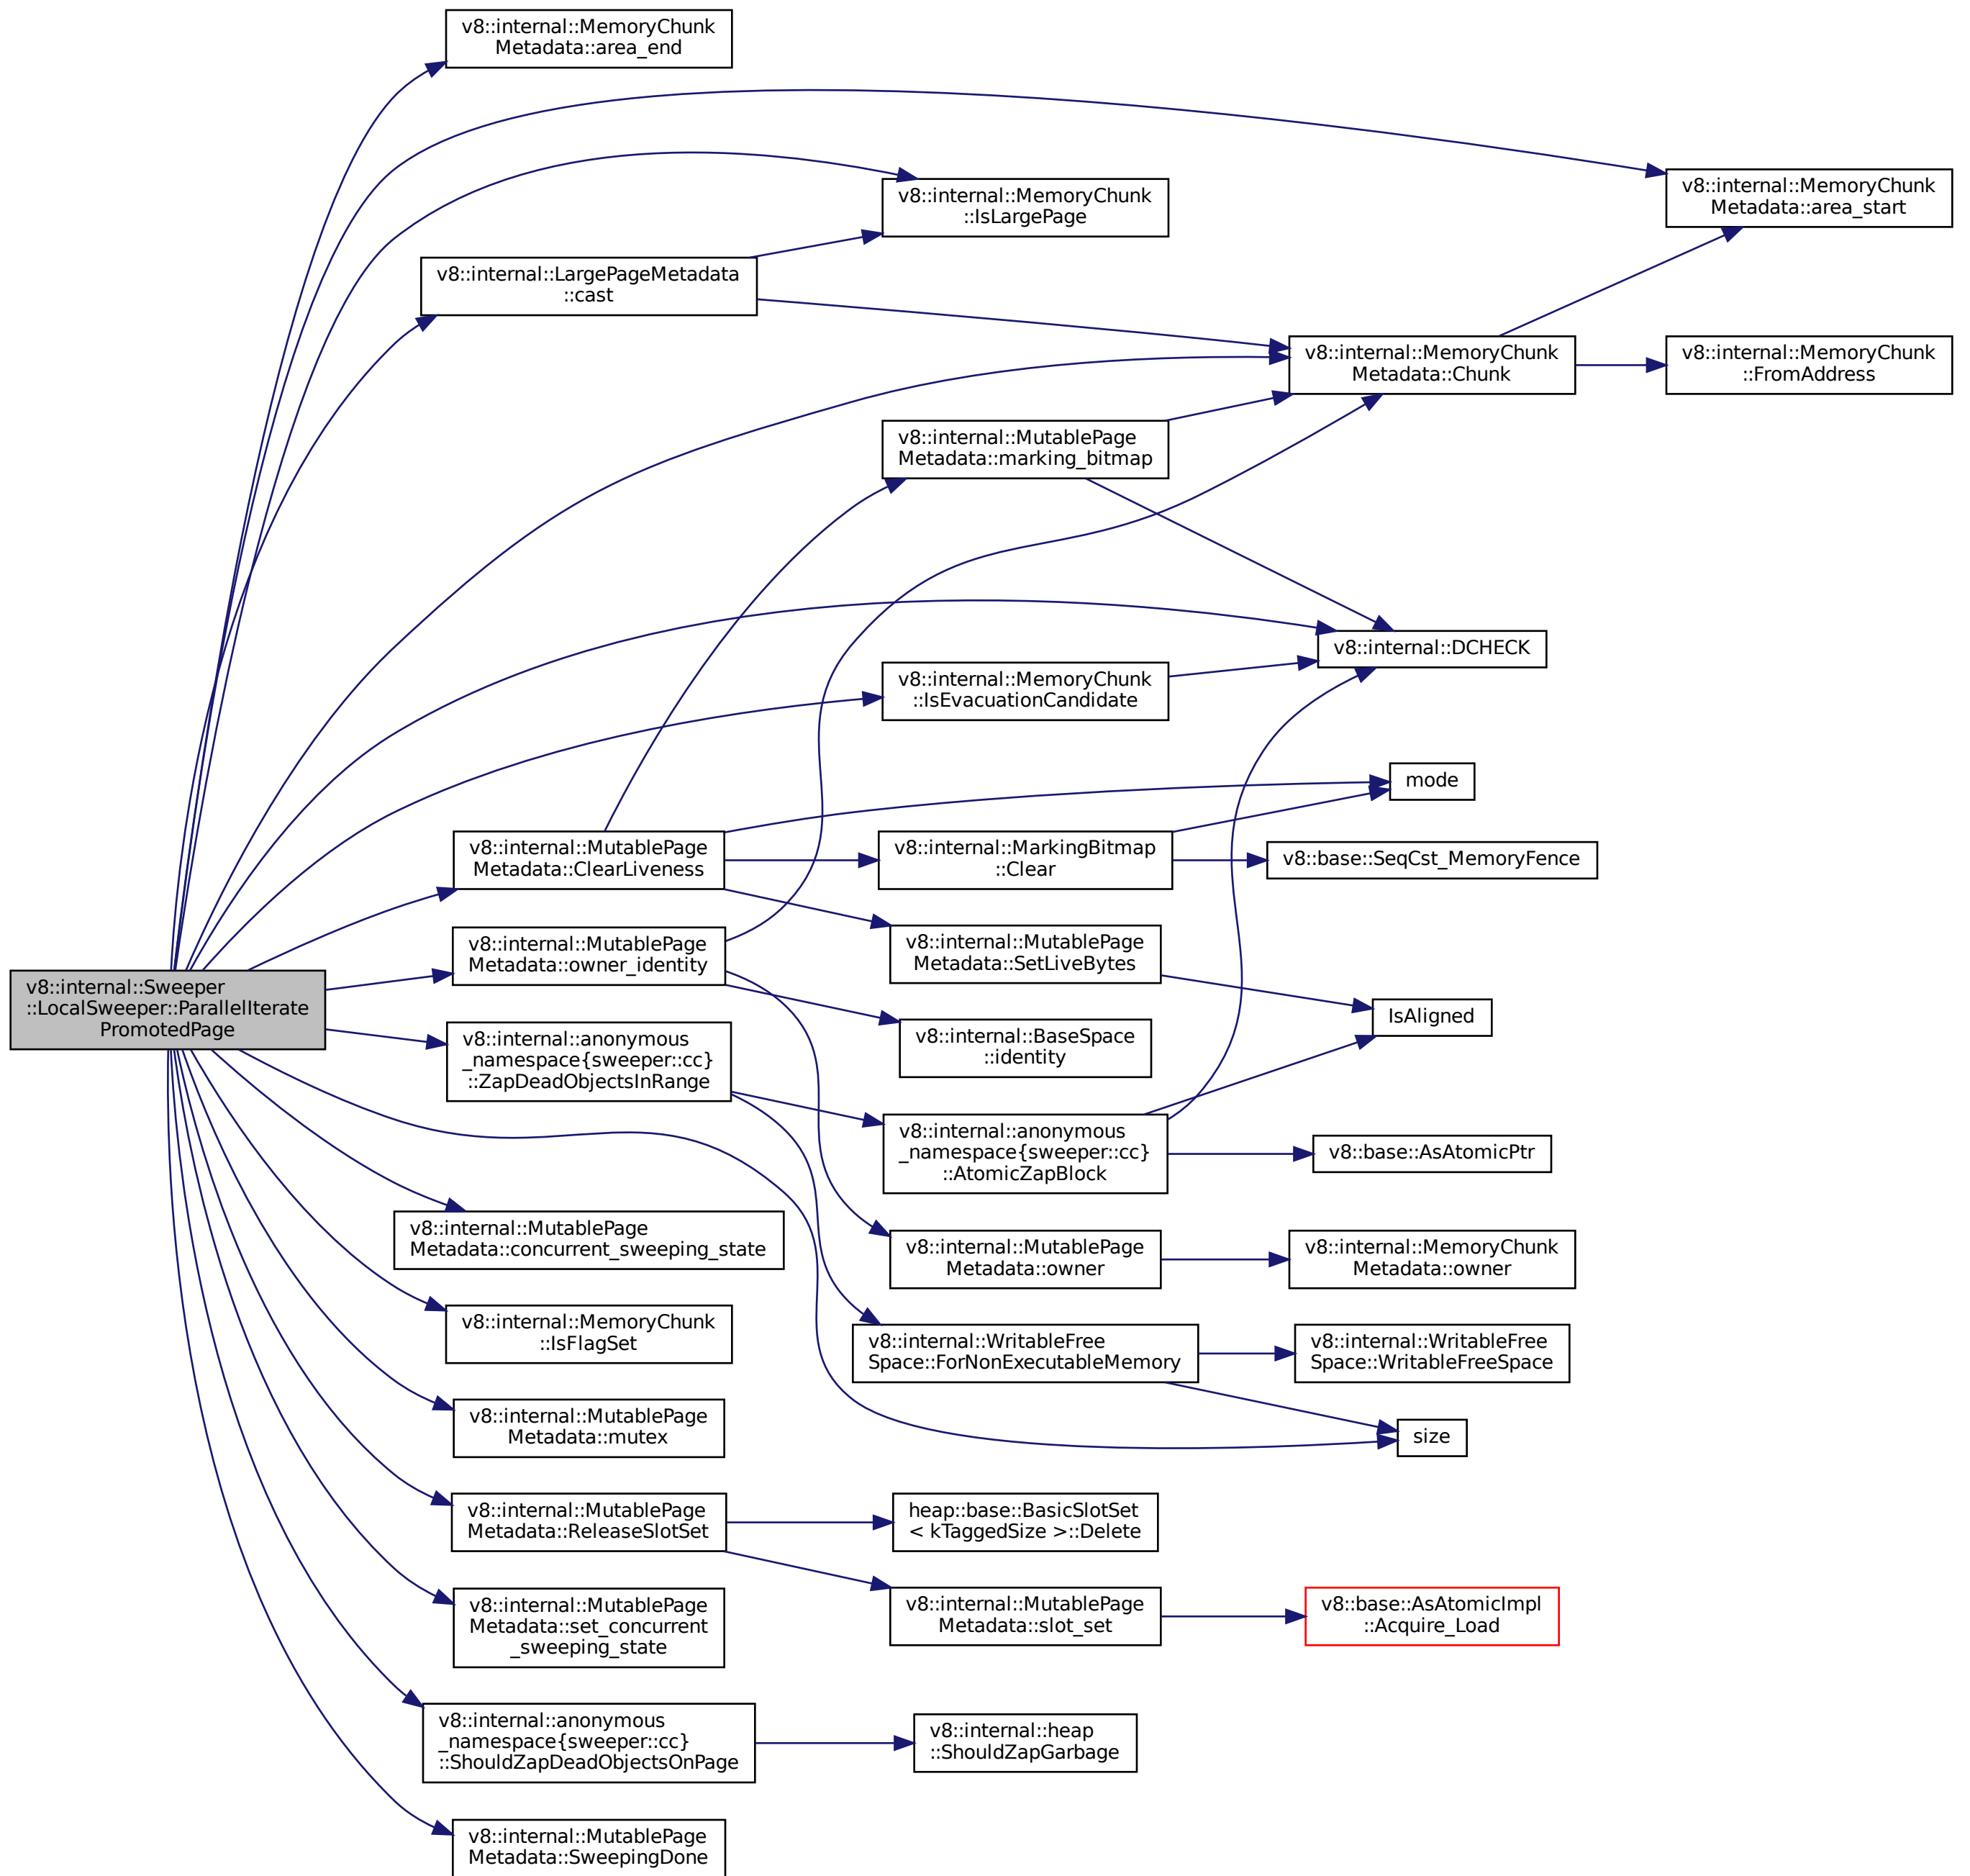 v8::internal::MemoryChunk
Metadata::area_end
v8::internal::MemoryChunk
::IsLargePage
v8::internal::MemoryChunk
Metadata::area_start
v8::internal::LargePageMetadata
::cast
v8::internal::MemoryChunk
Metadata::Chunk
v8::internal::MemoryChunk
::FromAddress
v8::internal::MutablePage
Metadata::marking_bitmap
v8::internal::DCHECK
v8::internal::MemoryChunk
::IsEvacuationCandidate
mode
v8::internal::MutablePage
Metadata::ClearLiveness
v8::internal::MarkingBitmap
::Clear
v8::base::SeqCst_MemoryFence
v8::internal::MutablePage
Metadata::owner_identity
v8::internal::MutablePage
Metadata::SetLiveBytes
v8::internal::Sweeper
::LocalSweeper::ParallelIterate
PromotedPage
IsAligned
v8::internal::anonymous
_namespace{sweeper::cc}
::ZapDeadObjectsInRange
v8::internal::BaseSpace
::identity
v8::internal::anonymous
_namespace{sweeper::cc}
::AtomicZapBlock
v8::base::AsAtomicPtr
v8::internal::MutablePage
Metadata::concurrent_sweeping_state
v8::internal::MutablePage
Metadata::owner
v8::internal::MemoryChunk
Metadata::owner
v8::internal::MemoryChunk
::IsFlagSet
v8::internal::WritableFree
Space::ForNonExecutableMemory
v8::internal::WritableFree
Space::WritableFreeSpace
v8::internal::MutablePage
Metadata::mutex
size
v8::internal::MutablePage
Metadata::ReleaseSlotSet
heap::base::BasicSlotSet
< kTaggedSize >::Delete
v8::internal::MutablePage
Metadata::set_concurrent
_sweeping_state
v8::internal::MutablePage
Metadata::slot_set
v8::base::AsAtomicImpl
::Acquire_Load
v8::internal::anonymous
_namespace{sweeper::cc}
::ShouldZapDeadObjectsOnPage
v8::internal::heap
::ShouldZapGarbage
v8::internal::MutablePage
Metadata::SweepingDone